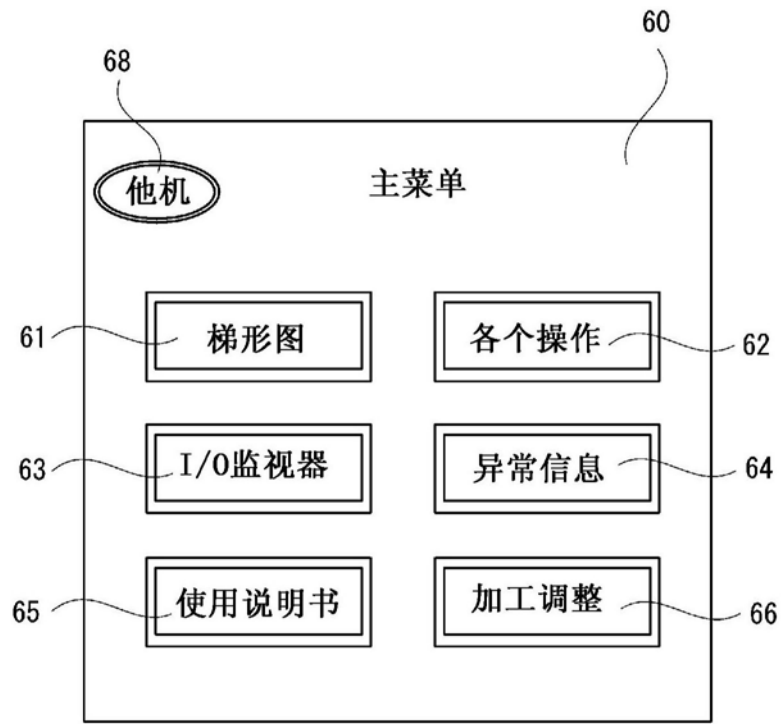 60
68
他机
主菜单
61
梯形图
各个操作
62
63
I/O监视器
异常信息
64
65
使用说明书
加工调整
66